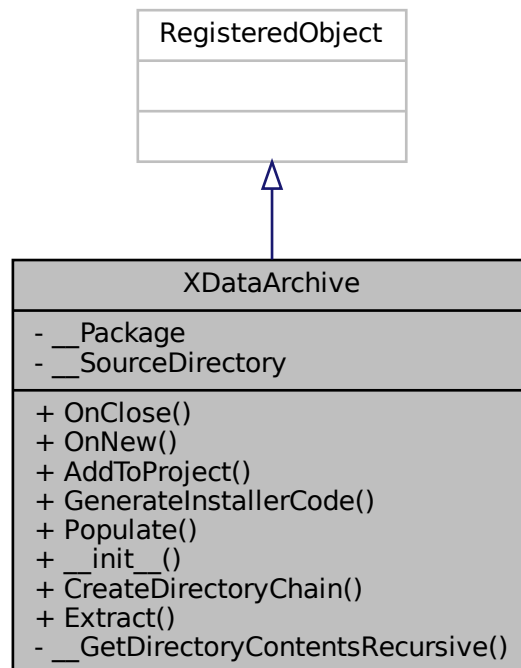 RegisteredObject
XDataArchive
- __Package
- __SourceDirectory
+ OnClose()
+ OnNew()
+ AddToProject()
+ GenerateInstallerCode()
+ Populate()
+ __init__()
+ CreateDirectoryChain()
+ Extract()
- __GetDirectoryContentsRecursive()